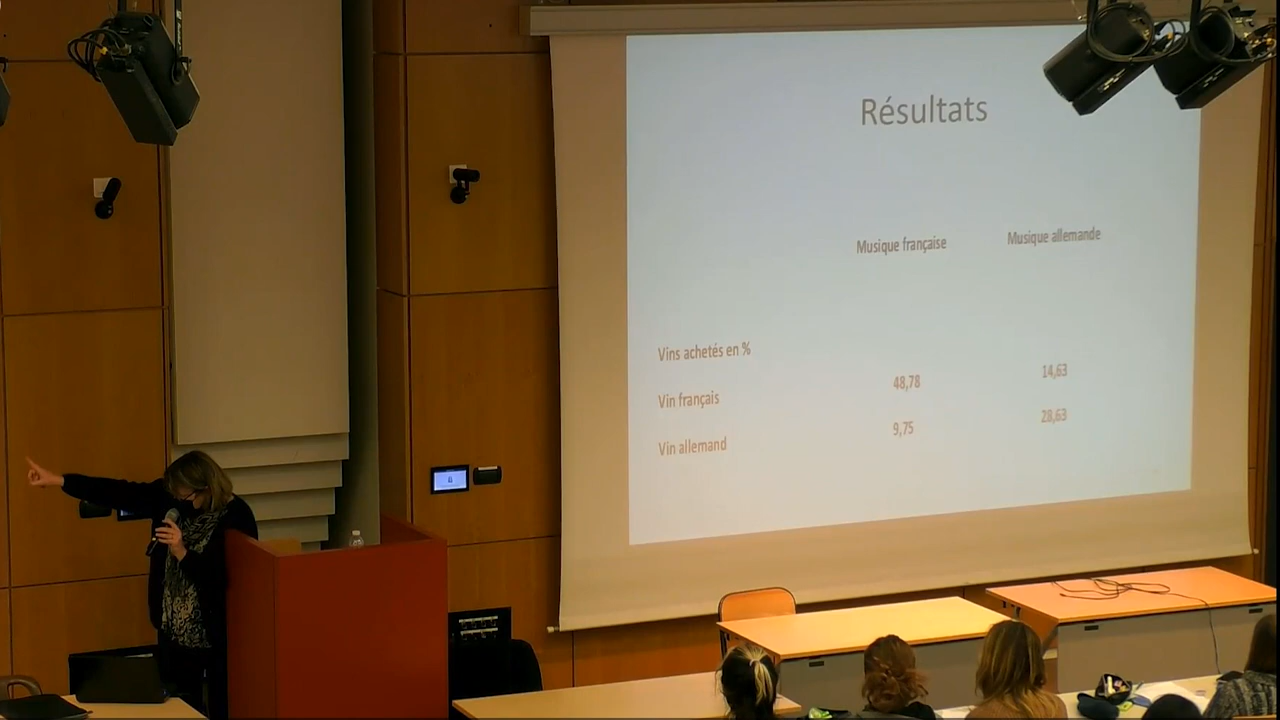 Résultats
Musique française Musique allemande
Vins achetés en %
Vin français 48,78 14,63
Vin allemand 9,75 28,63